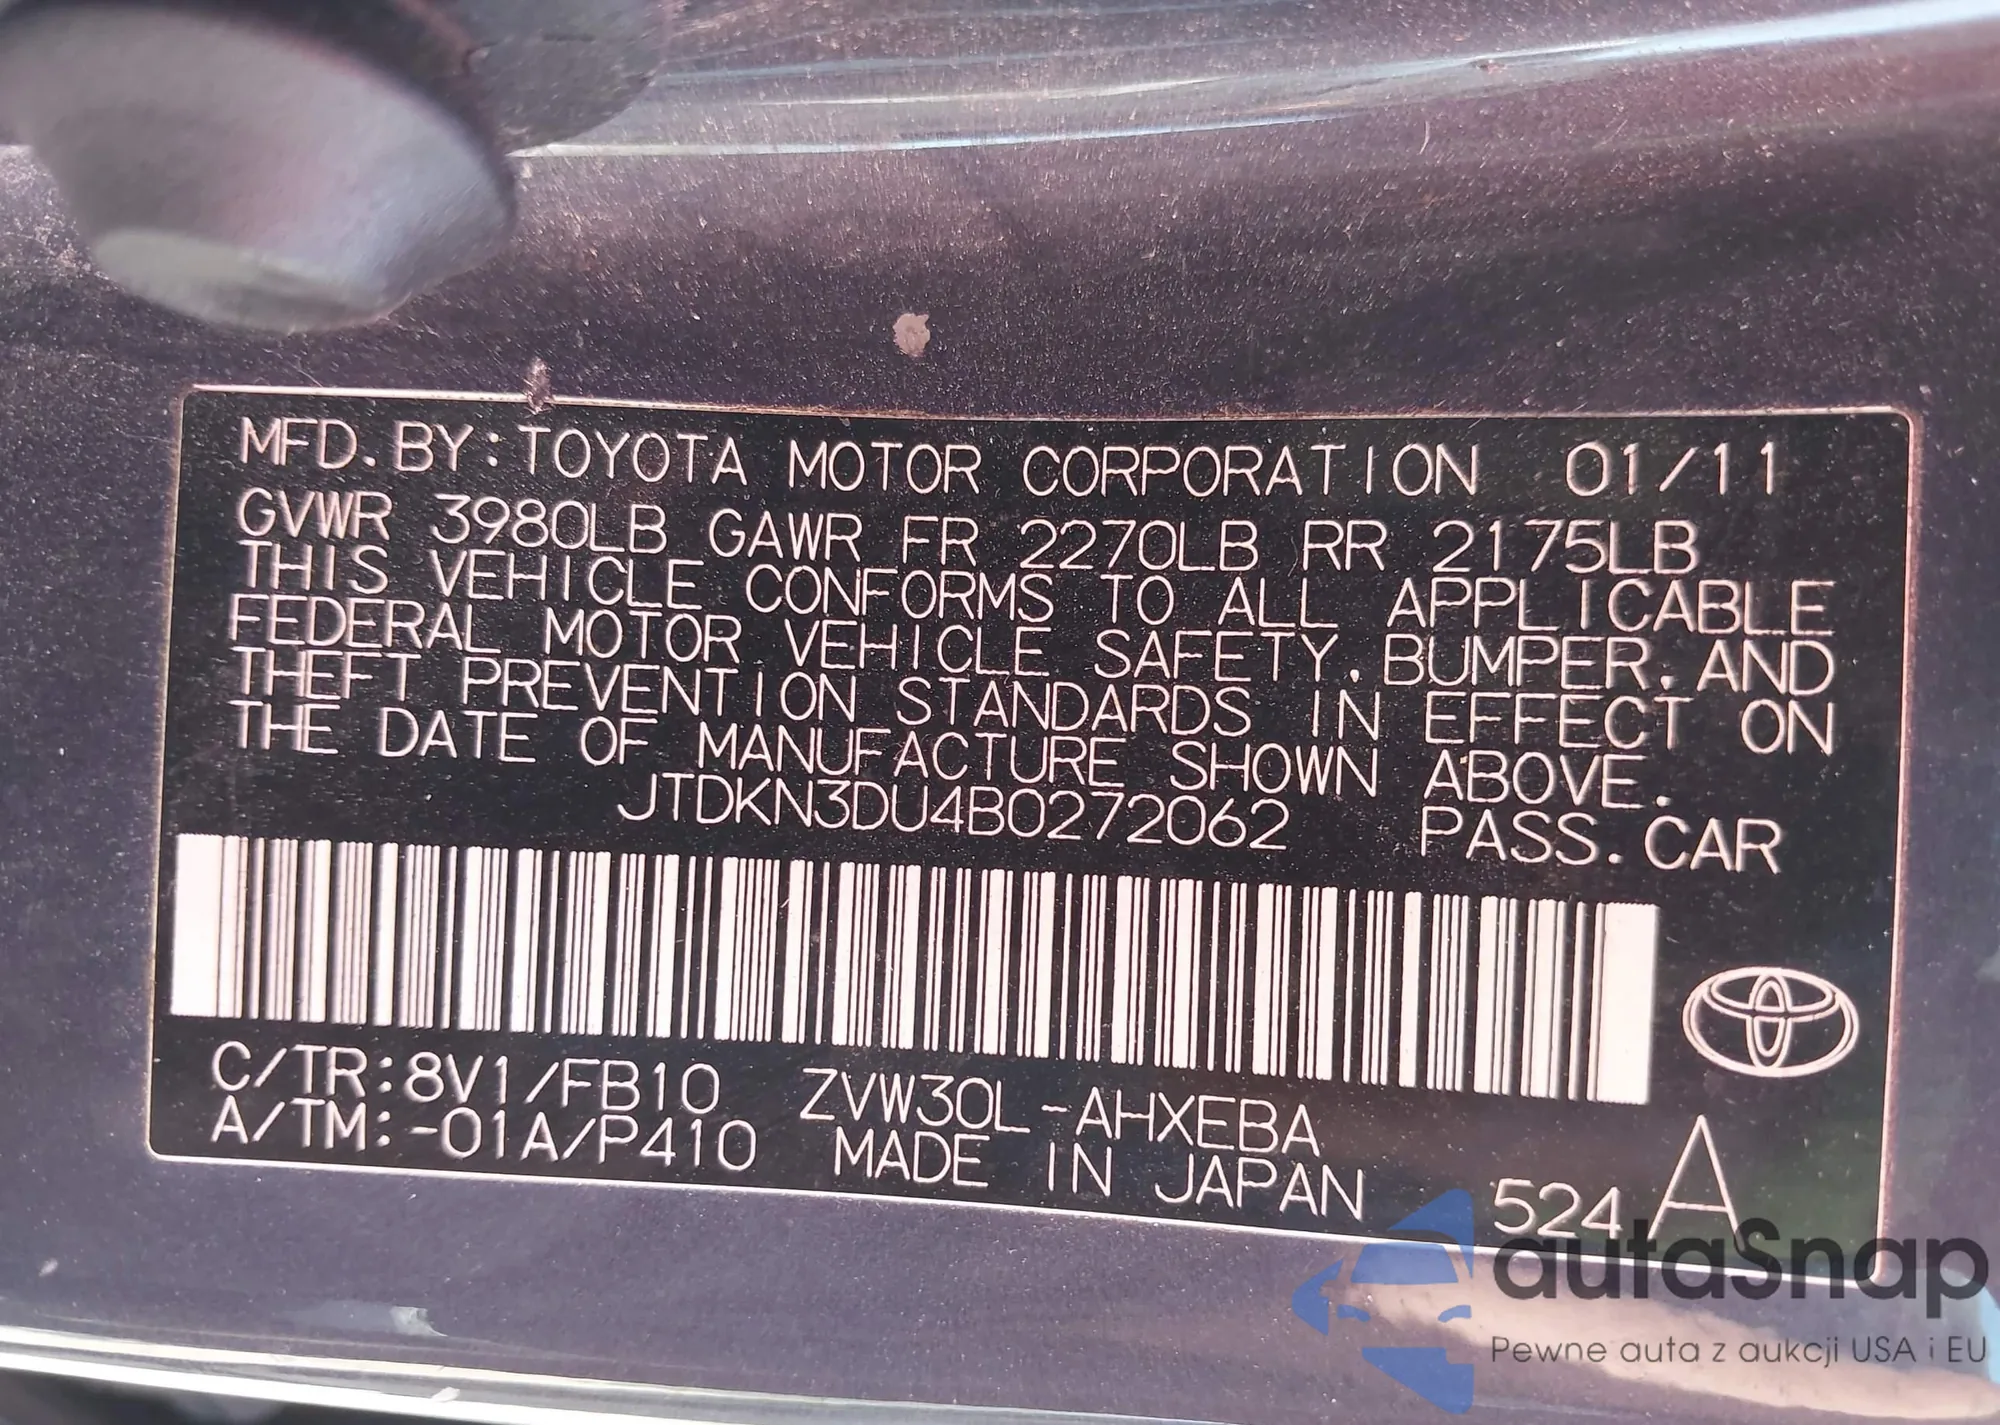 MFD.BY:TOYOTA MOTOR CORPORATION 01/11
GVWR 3980LB GAWR FR 2270LB RR 2175LB
THIS VEHICLE CONFORMS TO ALL APPLICABLE
FEDERAL MOTOR VEHICLE SAFETY,BUMPER,AND
THEFT PREVENTION STANDARDS IN EFFECT ON
THE DATE OF MANUFACTURE SHOWN ABOVE.
JTDKN3DU4B0272062 PASS.CAR
C/TR:8V1/FB10 ZVW30L-AHXEBA
A/TM:-01A/P410 MADE IN JAPAN 524 A
autaSnap
Pewne auta z aukcji USA i EU